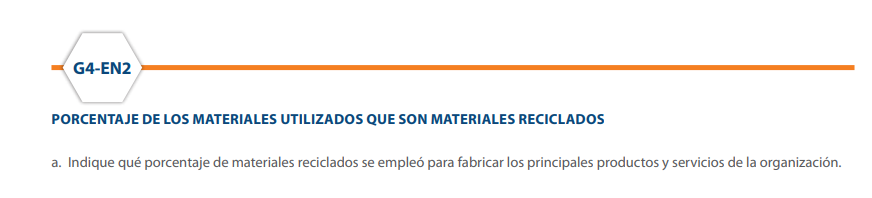 G4-EN2
PORCENTAJE DE LOS MATERIALES UTILIZADOS QUE SON MATERIALES RECICLADOS
a. Indique qué porcentaje de materiales reciclados se empleó para fabricar los principales productos y servicios de la organización.